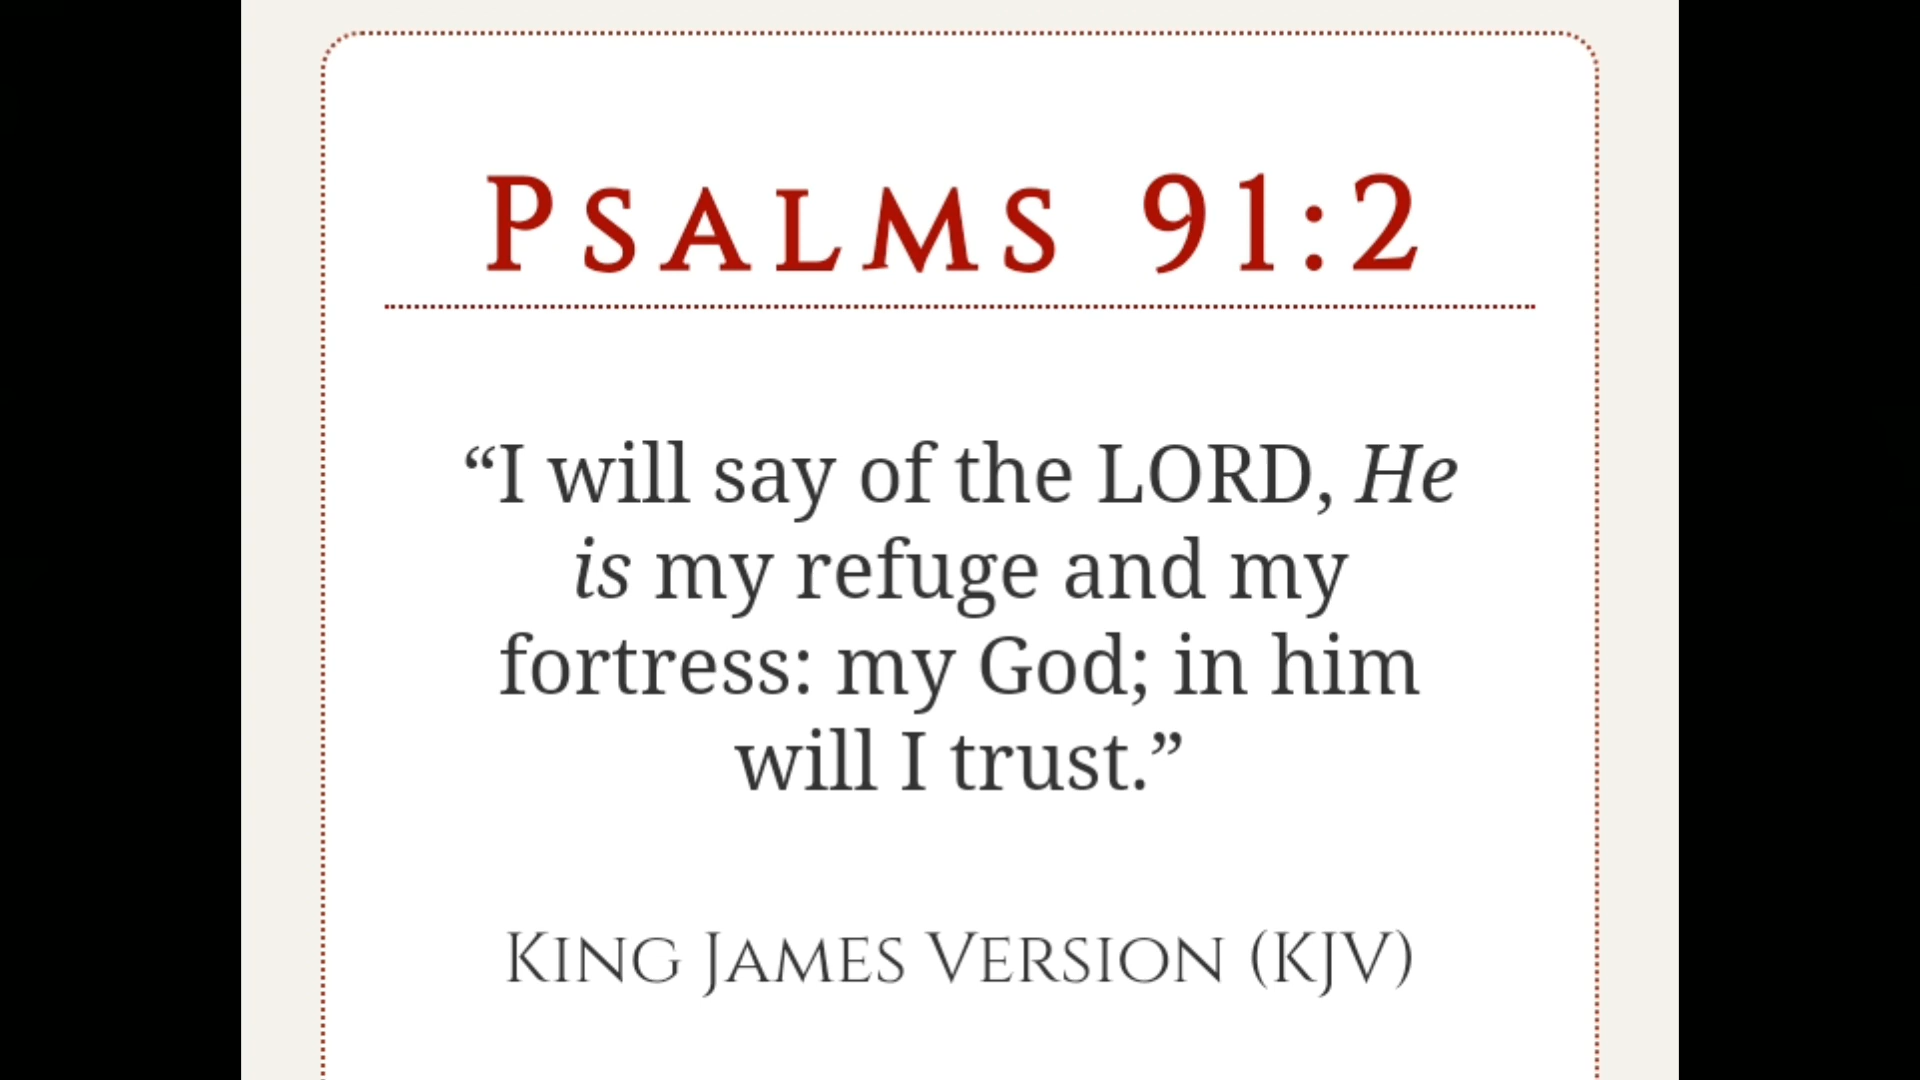 Psalms 91:2
“I will say of the LORD, He
is my refuge and my
fortress: my God; in him
will I trust.”
King James Version (KJV)